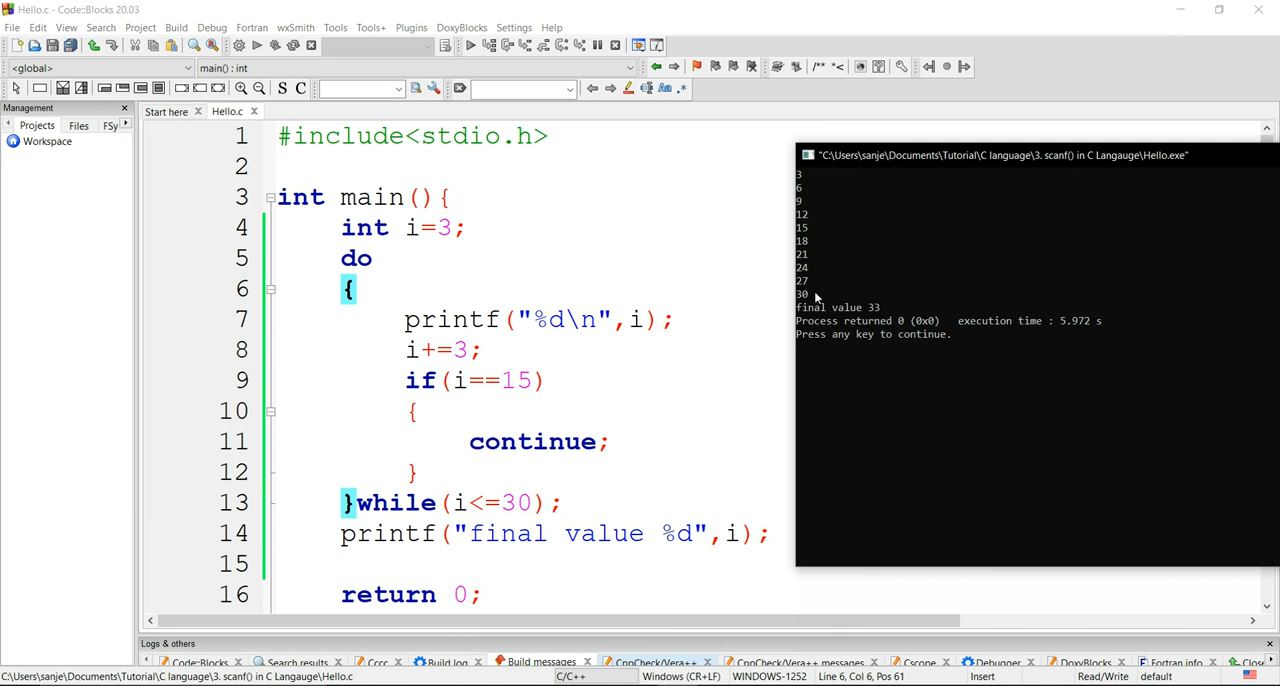 Hello.c - Code::Blocks 20.03
File Edit View Search Project Build Debug Fortran wxSmith Tools Tools+ Plugins DoxyBlocks Settings Help
<global> main() : int /** *<
S C Aa .*
Management
Projects Files FSy
Workspace
Start here Hello.c
1 #include<stdio.h>
2
3 int main(){
4 int i=3;
5 do
6 {
7 printf("%d\n",i);
8 i+=3;
9 if(i==15)
10 {
11 continue;
12 }
13 }while(i<=30);
14 printf("final value %d",i);
15
16 return 0;
"C:\Users\sanje\Documents\Tutorial\C language\3. scanf() in C Langauge\Hello.exe"
3
6
9
12
15
18
21
24
27
30
final value 33
Process returned 0 (0x0) execution time : 5.972 s
Press any key to continue.
Logs & others
Code::Blocks Search results Cccc Build log Build messages CppCheck/Vera++ CppCheck/Vera++ messages Cscope Debugger DoxyBlocks Fortran info Close
C:\Users\sanje\Documents\Tutorial\C language\3. scanf() in C Langauge\Hello.c C/C++ Windows (CR+LF) WINDOWS-1252 Line 6, Col 6, Pos 61 Insert Read/Write default